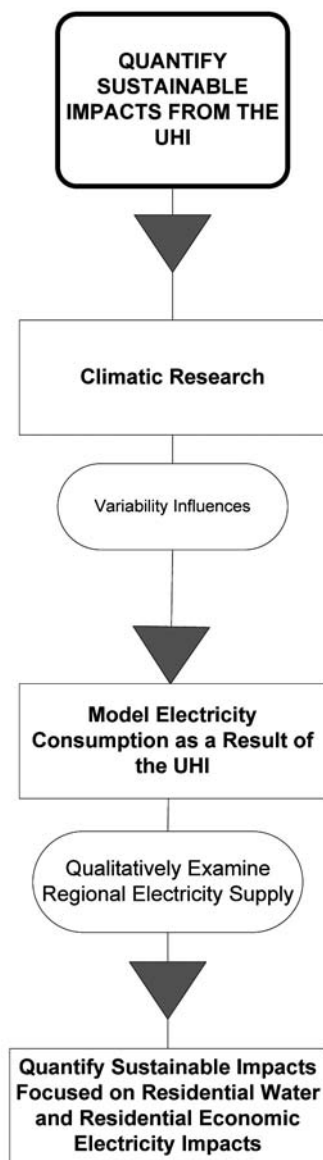 QUANTIFY
SUSTAINABLE
IMPACTS FROM THE
UHI
Climatic Research
Variability Influences
Model Electricity
Consumption as a Result of
the UHI
Qualitatively Examine
Regional Electricity Supply
Quantify Sustainable Impacts
Focused on Residential Water
and Residential Economic
Electricity Impacts